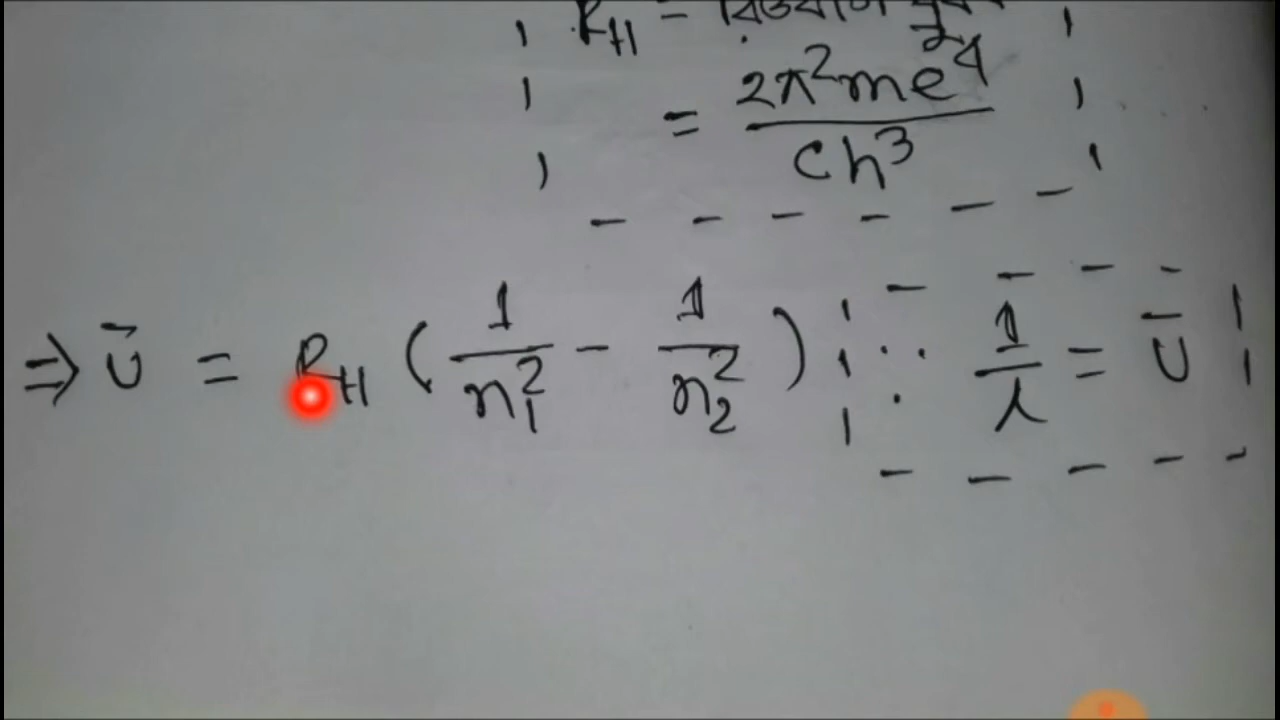 R_H = রিডবার্গ ধ্রুবক
= 2π²me⁴ / ch³
⇒ ῡ = R_H ( 1/n₁² − 1/n₂² ) ∵ 1/λ = ῡ